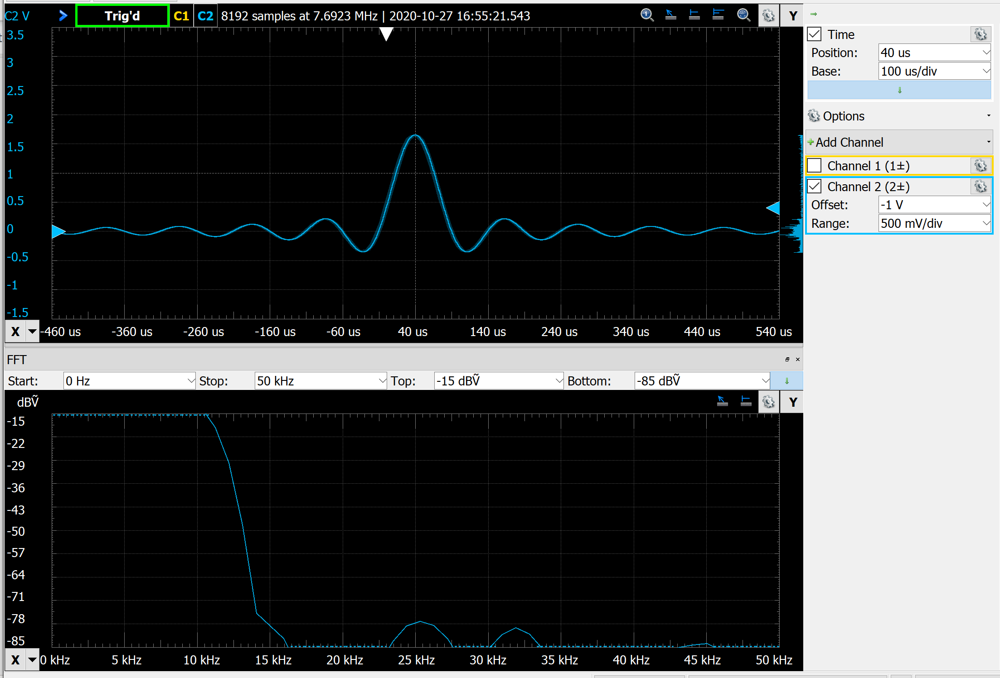 C2 V Trig'd C1 C2 8192 samples at 7.6923 MHz | 2020-10-27 16:55:21.543 Y
3.5
3
2.5
2
1.5
1
0.5
0
-0.5
-1
-1.5
X -460 us -360 us -260 us -160 us -60 us 40 us 140 us 240 us 340 us 440 us 540 us
Time
Position: 40 us
Base: 100 us/div
Options
Add Channel
Channel 1 (1±)
Channel 2 (2±)
Offset: -1 V
Range: 500 mV/div
FFT
Start: 0 Hz Stop: 50 kHz Top: -15 dBṼ Bottom: -85 dBṼ
dBṼ Y
-15
-22
-29
-36
-43
-50
-57
-64
-71
-78
-85
X 0 kHz 5 kHz 10 kHz 15 kHz 20 kHz 25 kHz 30 kHz 35 kHz 40 kHz 45 kHz 50 kHz